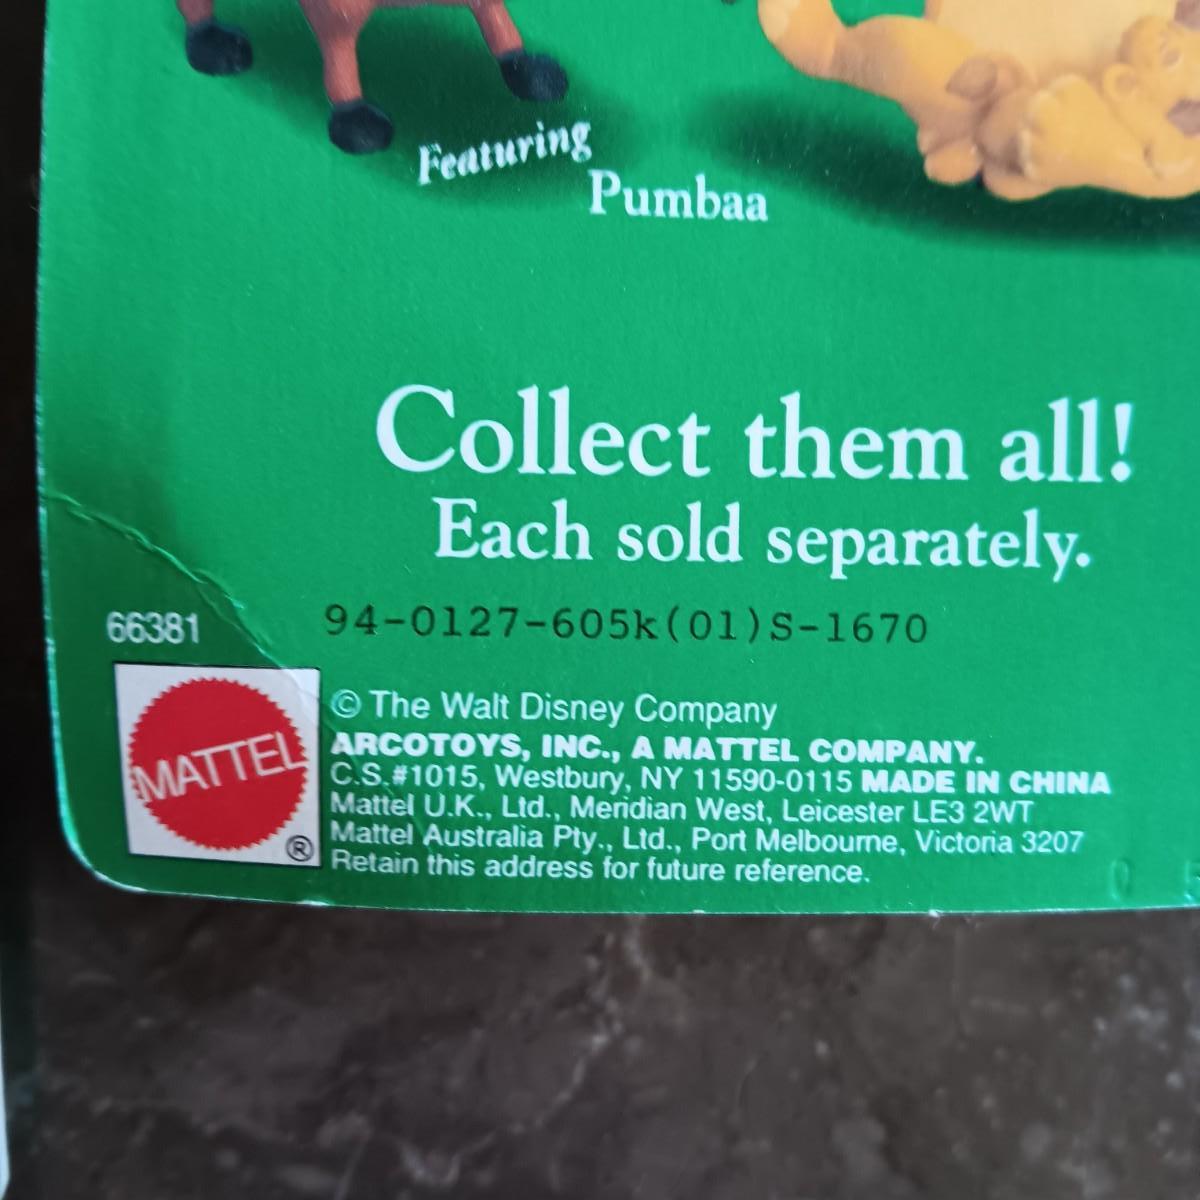 Featuring
Pumbaa
Collect them all!
Each sold separately.
66381
94-0127-605k(01)S-1670
MATTEL
®
© The Walt Disney Company
ARCOTOYS, INC., A MATTEL COMPANY.
C.S.#1015, Westbury, NY 11590-0115 MADE IN CHINA
Mattel U.K., Ltd., Meridian West, Leicester LE3 2WT
Mattel Australia Pty., Ltd., Port Melbourne, Victoria 3207
Retain this address for future reference.